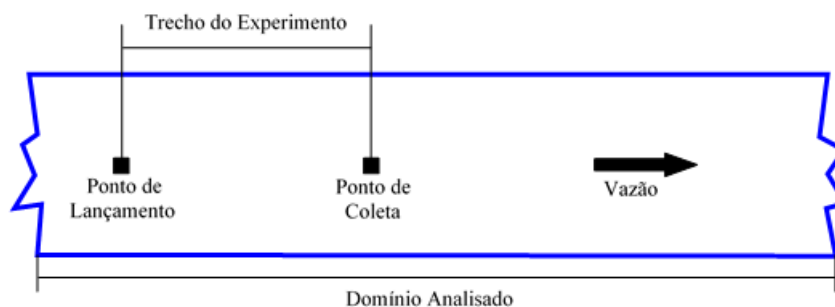 Trecho do Experimento
Ponto de
Lançamento
Ponto de
Coleta
Vazão
Domínio Analisado